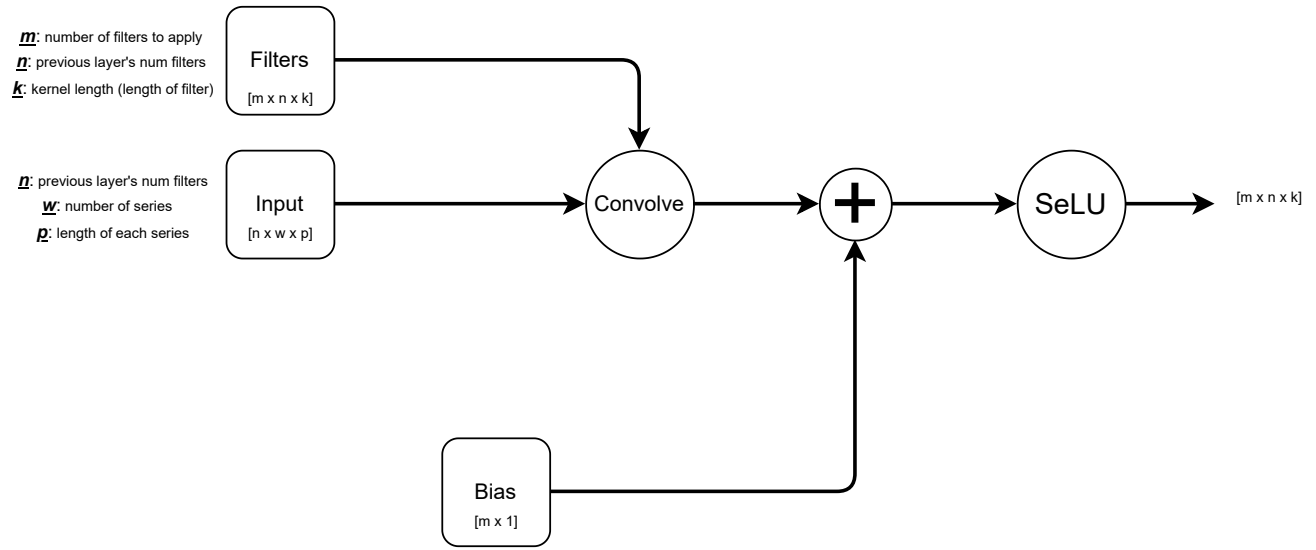 m: number of filters to apply
n: previous layer's num filters
k: kernel length (length of filter)
Filters
[m x n x k]
n: previous layer's num filters
w: number of series
p: length of each series
Input
[n x w x p]
Convolve
+
SeLU
[m x n x k]
Bias
[m x 1]